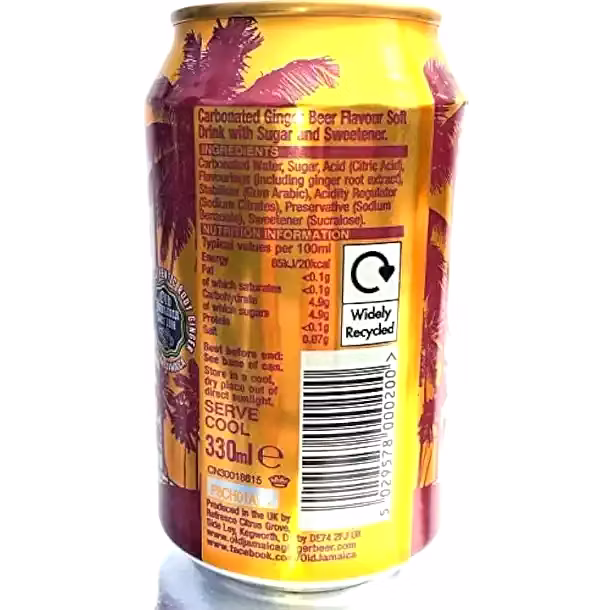 Carbonated Ginger Beer Flavour Soft
Drink with Sugar and Sweetener.
INGREDIENTS
Carbonated Water, Sugar, Acid (Citric Acid),
Flavourings (including ginger root extract),
Stabiliser (Gum Arabic), Acidity Regulator
(Sodium Citrates), Preservative (Sodium
Benzoate), Sweetener (Sucralose).
NUTRITION INFORMATION
Typical values per 100ml
Energy 85kJ/20kcal
Fat <0.1g
of which saturates <0.1g
Carbohydrate 4.9g
of which sugars 4.9g
Protein <0.1g
Salt 0.07g
Widely
Recycled
Best before end:
See base of can.
Store in a cool,
dry place out of
direct sunlight.
SERVE
COOL
330ml e
CN30018615
Produced in the UK by
Refresco Citrus Grove,
Side Ley, Kegworth, Derby DE74 2FJ UK
www.oldjamaicagingerbeer.com
www.facebook.com/OldJamaica
5 029578 000200 >
ROOT GINGER